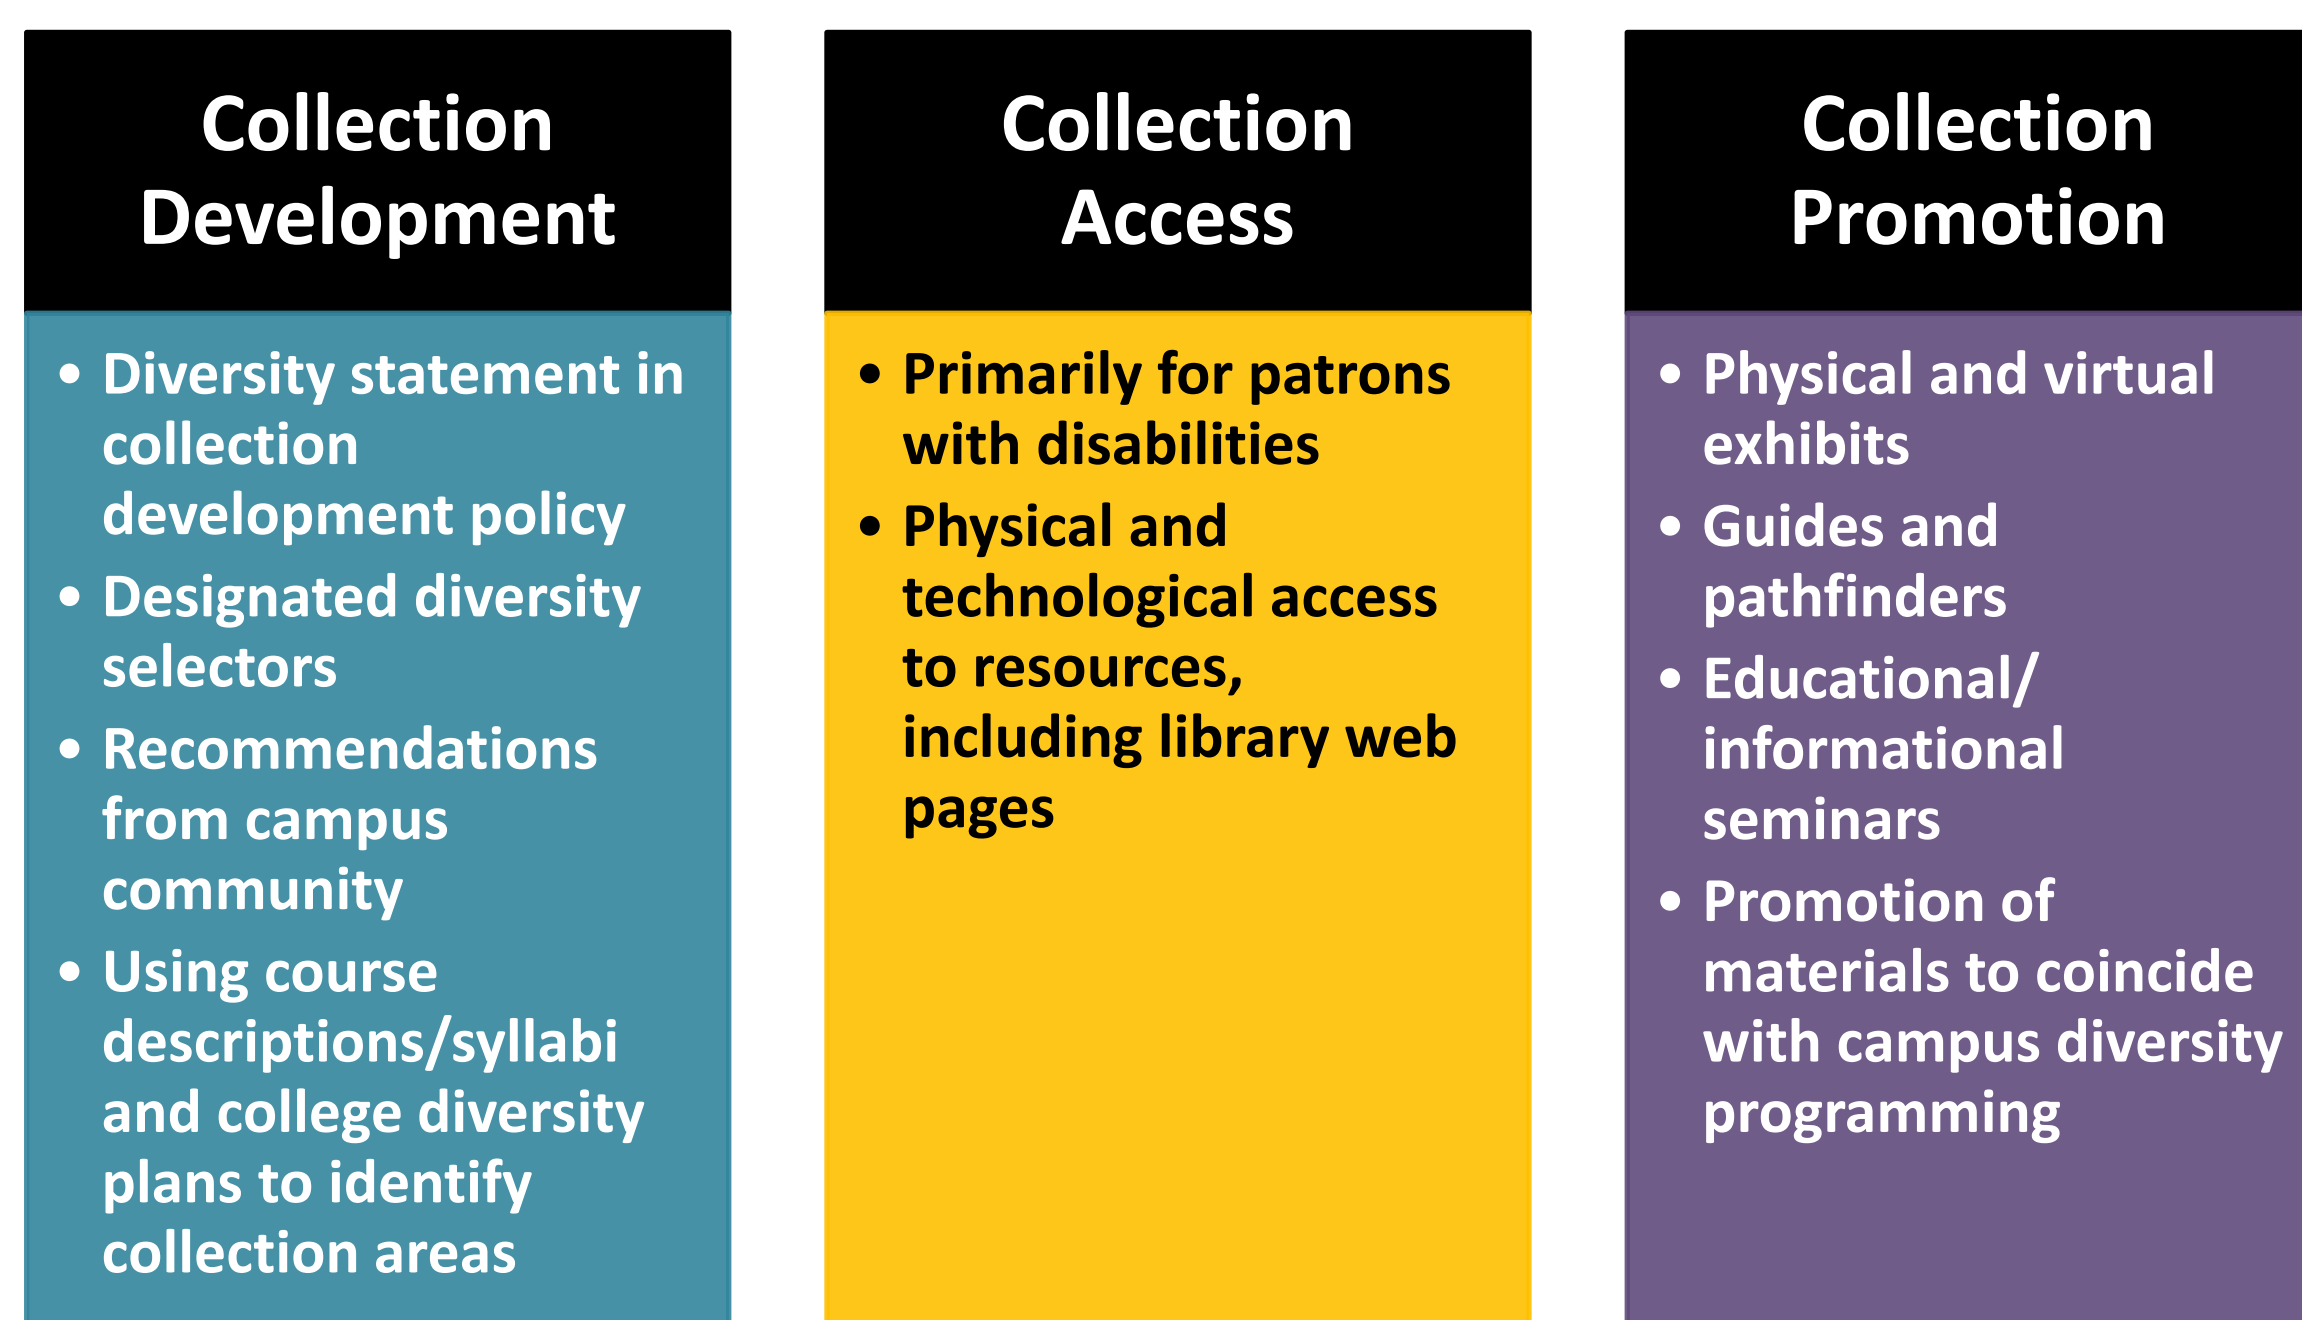 Collection
Development
• Diversity statement in
collection
development policy
• Designated diversity
selectors
• Recommendations
from campus
community
• Using course
descriptions/syllabi
and college diversity
plans to identify
collection areas
Collection
Access
• Primarily for patrons
with disabilities
• Physical and
technological access
to resources,
including library web
pages
Collection
Promotion
• Physical and virtual
exhibits
• Guides and
pathfinders
• Educational/
informational
seminars
• Promotion of
materials to coincide
with campus diversity
programming